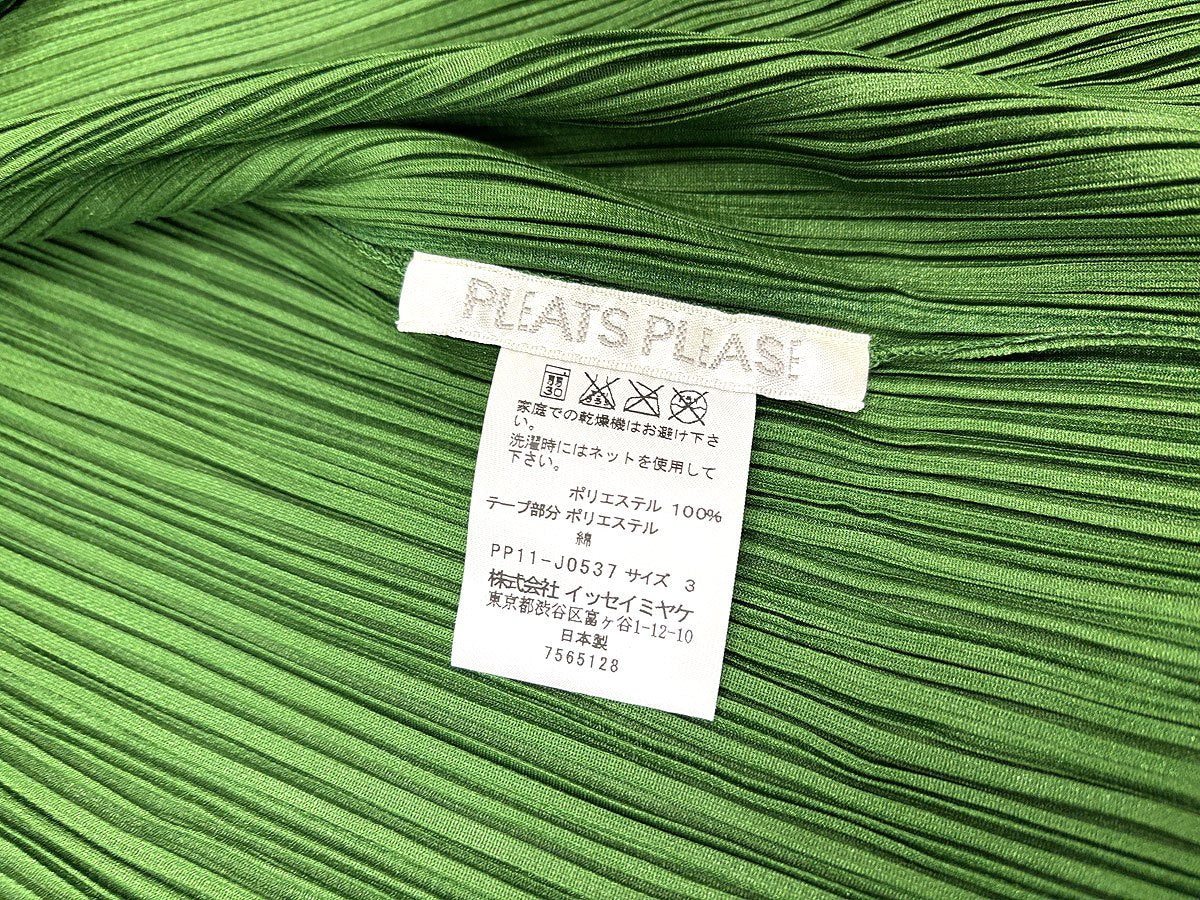 PLEATS PLEASE
30
家庭での乾燥機はお避け下さ
い。
洗濯時にはネットを使用して
下さい。
ポリエステル 100%
テープ部分 ポリエステル
綿
PP11-J0537 サイズ 3
株式会社 イッセイミヤケ
東京都渋谷区富ヶ谷1-12-10
日本製
7565128